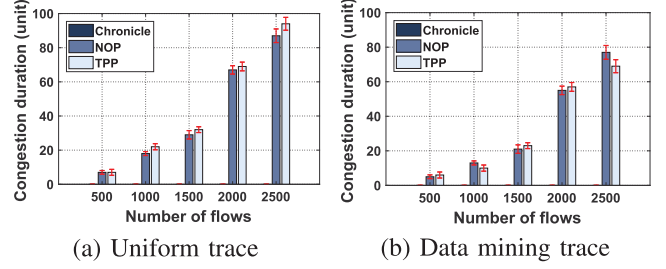 Congestion duration (unit)
100
80
60
40
20
0
Chronicle
NOP
TPP
500 1000 1500 2000 2500
Number of flows
(a) Uniform trace
Congestion duration (unit)
100
80
60
40
20
0
Chronicle
NOP
TPP
500 1000 1500 2000 2500
Number of flows
(b) Data mining trace